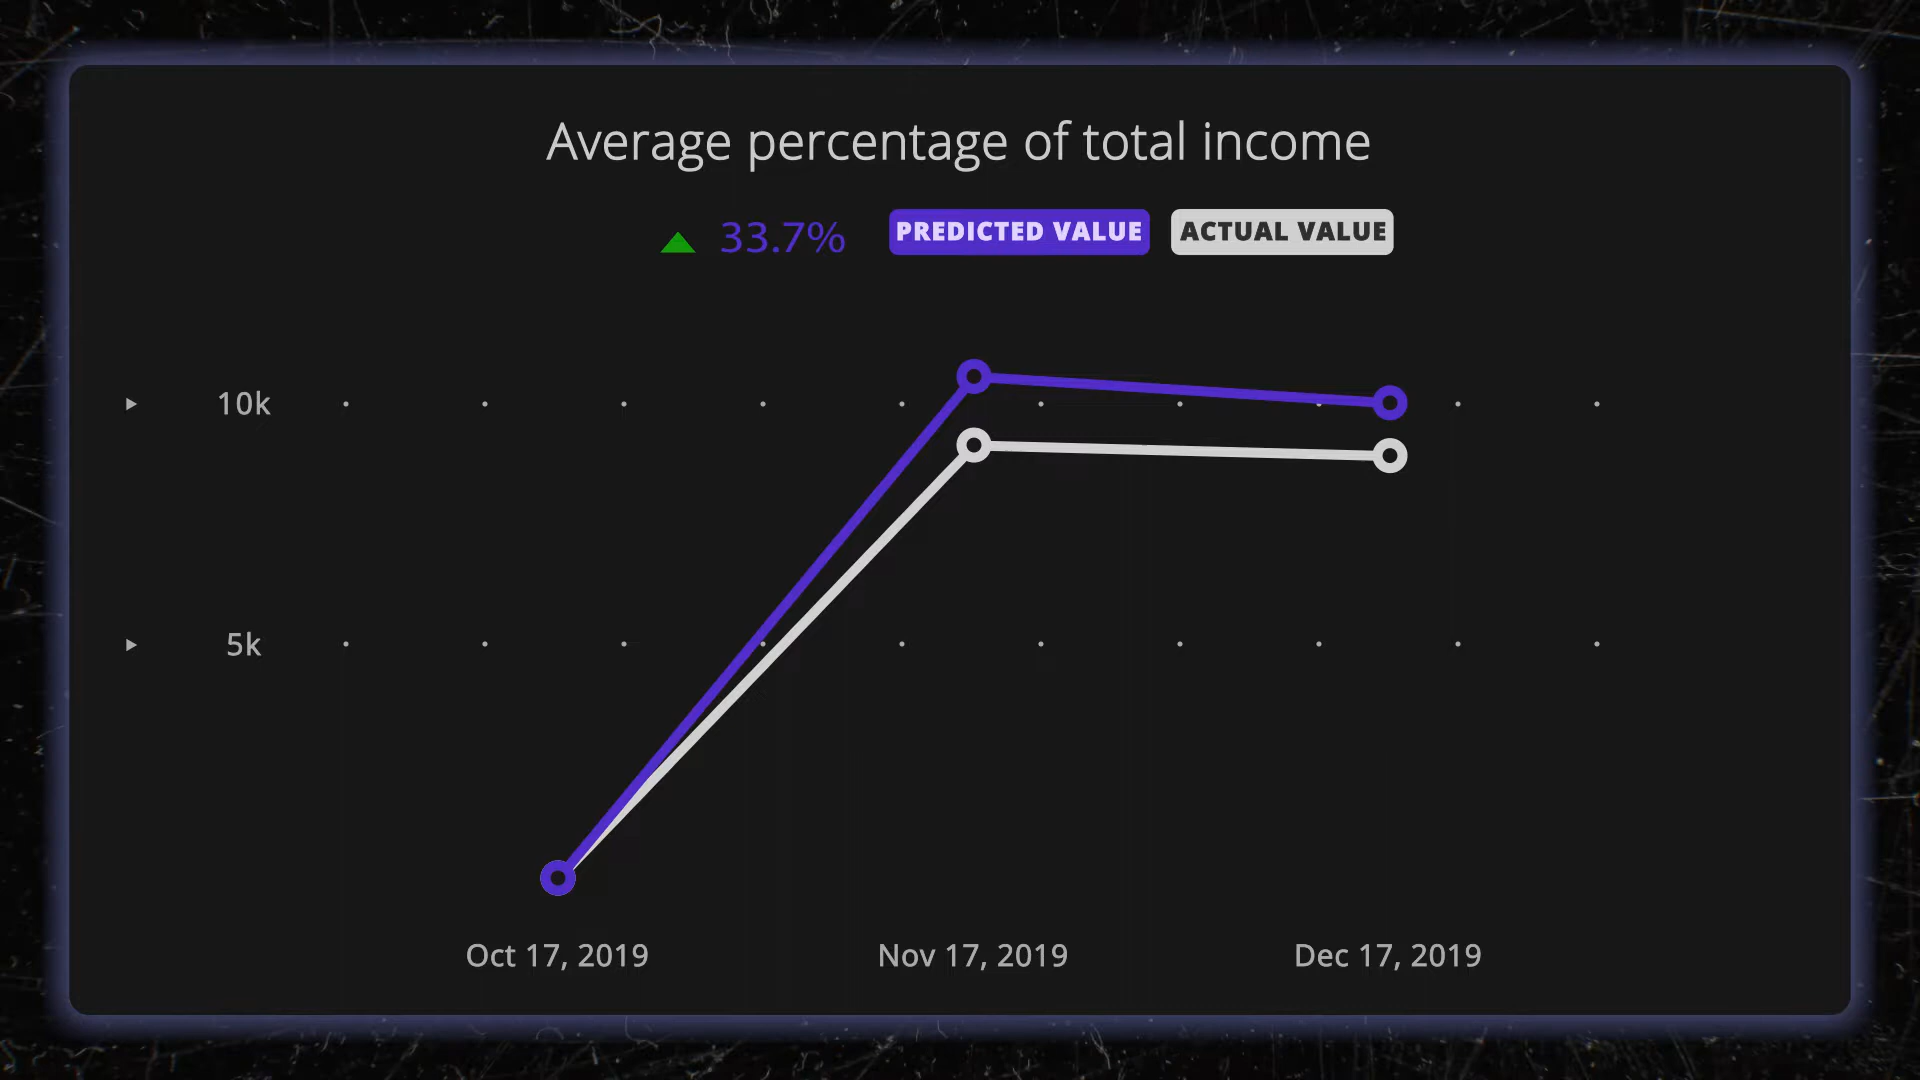 Average percentage of total income
33.7% PREDICTED VALUE ACTUAL VALUE
10k
5k
Oct 17, 2019 Nov 17, 2019 Dec 17, 2019